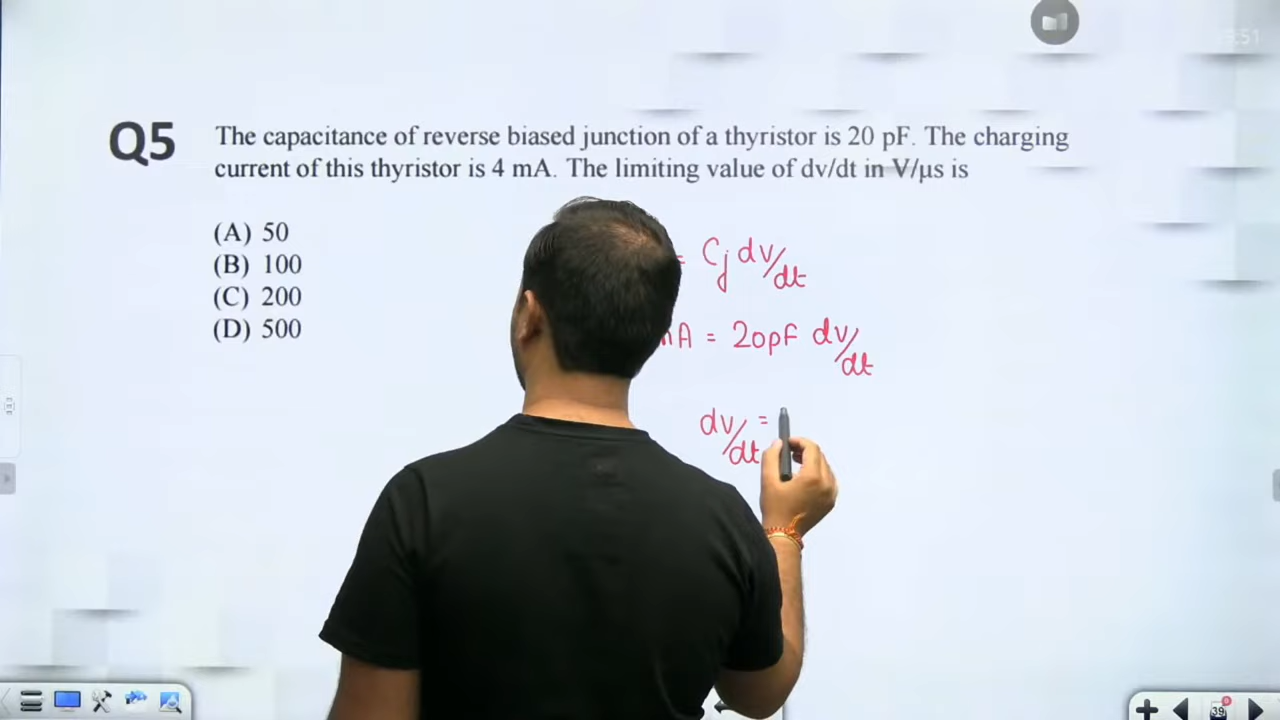 Q5 The capacitance of reverse biased junction of a thyristor is 20 pF. The charging
current of this thyristor is 4 mA. The limiting value of dv/dt in V/μs is
(A) 50
(B) 100
(C) 200
(D) 500
= Cj dv/dt
A = 20pF dv/dt
dv/dt =
39